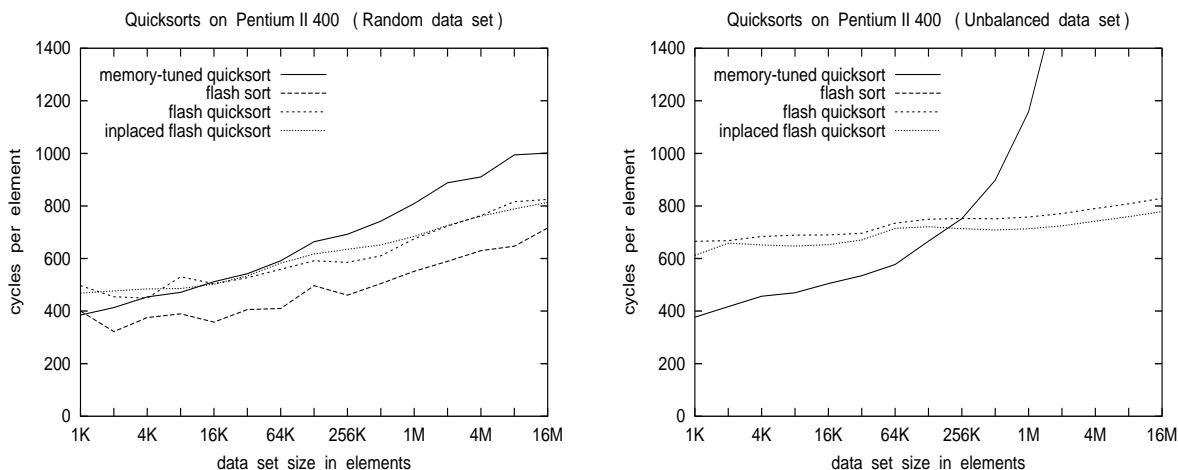 Quicksorts on Pentium II 400 ( Random data set )
1400
1200
1000
800
600
400
200
0
cycles per element
memory-tuned quicksort
flash sort
flash quicksort
inplaced flash quicksort
1K 4K 16K 64K 256K 1M 4M 16M
data set size in elements
Quicksorts on Pentium II 400 ( Unbalanced data set )
1400
1200
1000
800
600
400
200
0
cycles per element
memory-tuned quicksort
flash sort
flash quicksort
inplaced flash quicksort
1K 4K 16K 64K 256K 1M 4M 16M
data set size in elements